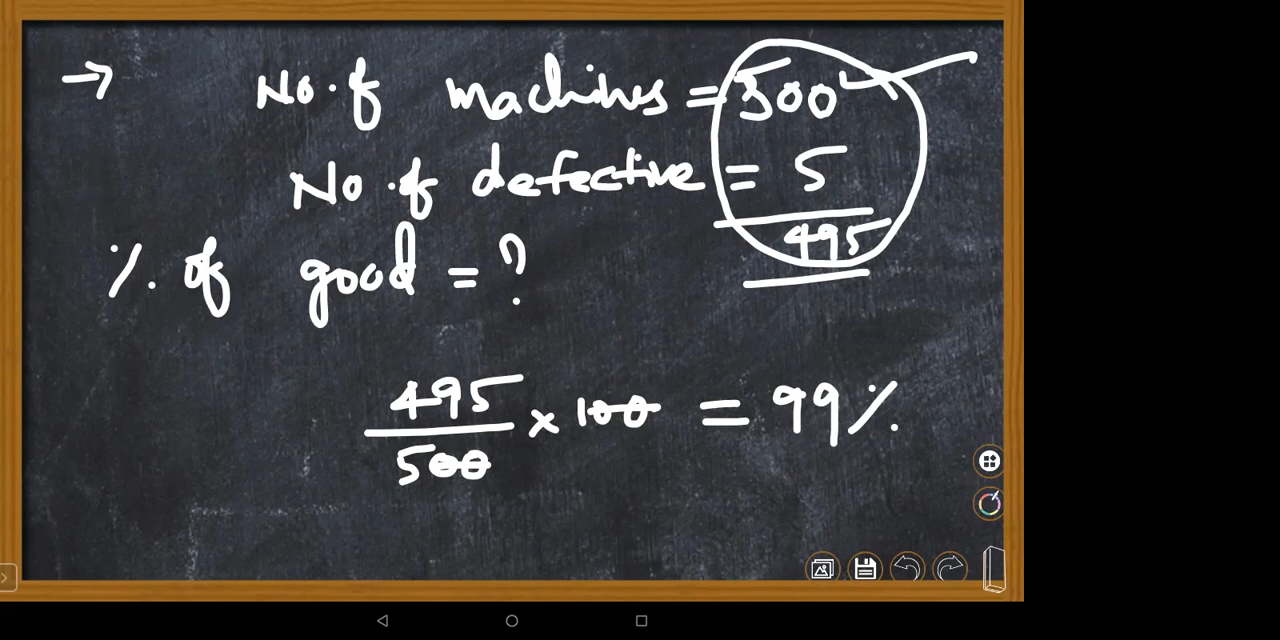 → No. of machines = 500
No. of defective = 5
495
% of good = ?
495
500
× 100 = 99%